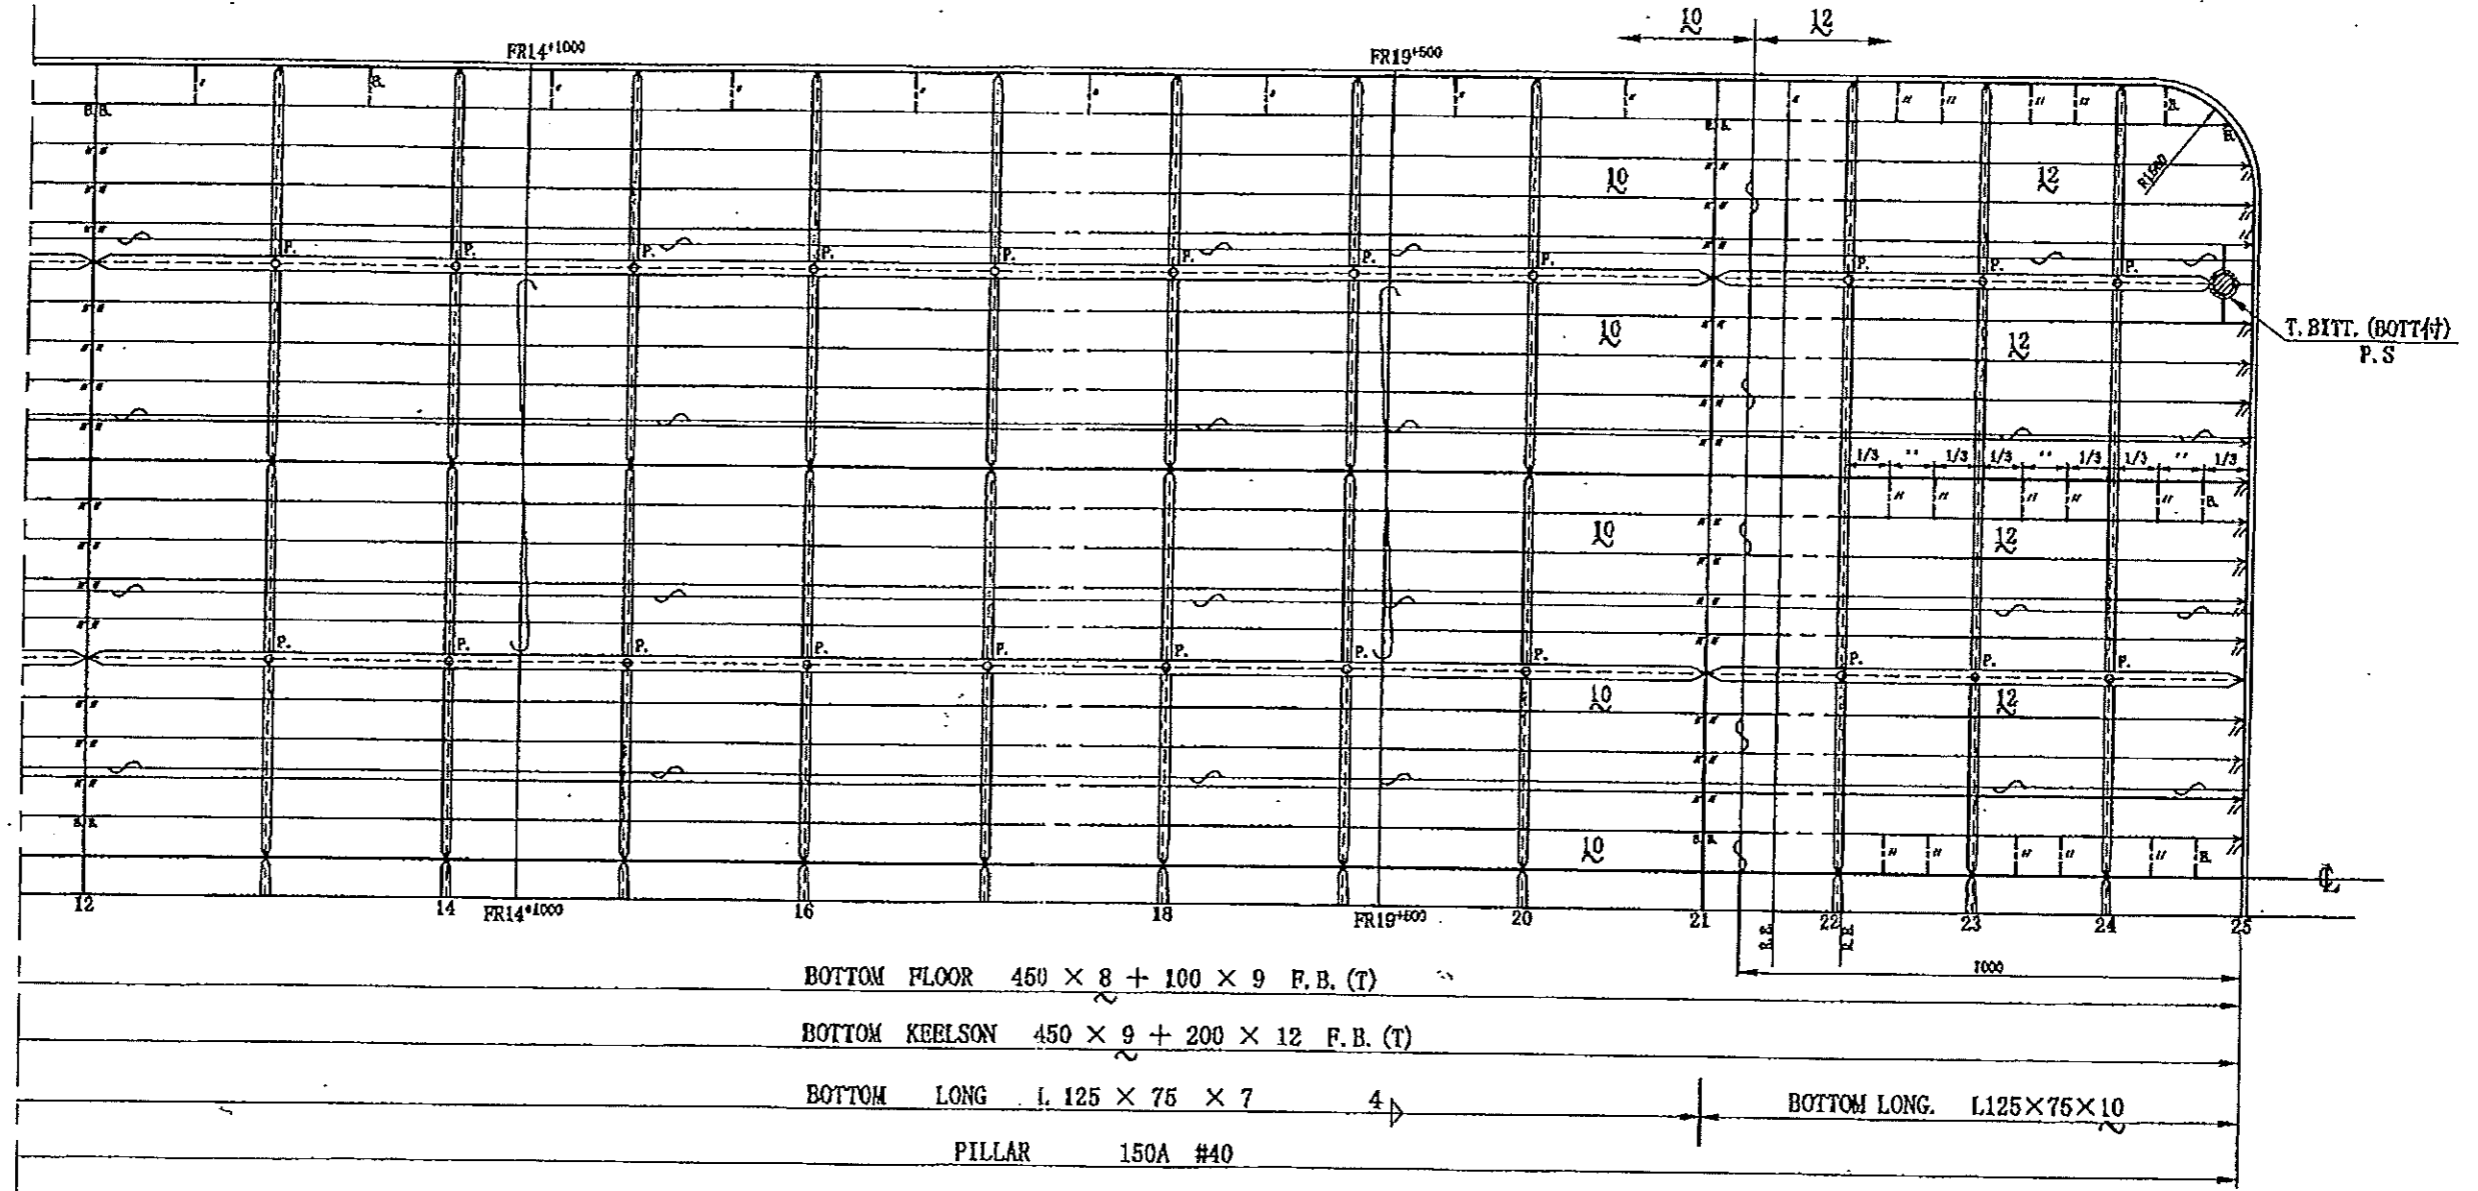 10 12
FR14+1000 FR19+500
B. B. B. B.
B. B. B. B.
10 12
R1500
P. P. P. P. P. P. P. P. P. P. P.
10 12
T. BITT. (BOTT付)
P. S
1/3 〃 1/3 1/3 〃 1/3 1/3 〃 1/3
〃 〃 〃 〃 〃 B.
10 12
P. P. P. P. P. P. P. P. P. P. P.
10 12
10
〃 〃 〃 〃 〃 B.
℄
12 14 FR14+1000 16 18 FR19+500 20 21 22 23 24 25
BOTTOM FLOOR 450 × 8 + 100 × 9 F. B. (T)
BOTTOM KEELSON 450 × 9 + 200 × 12 F. B. (T)
BOTTOM LONG L 125 × 75 × 7 4 BOTTOM LONG. L125×75×10
PILLAR 150A #40